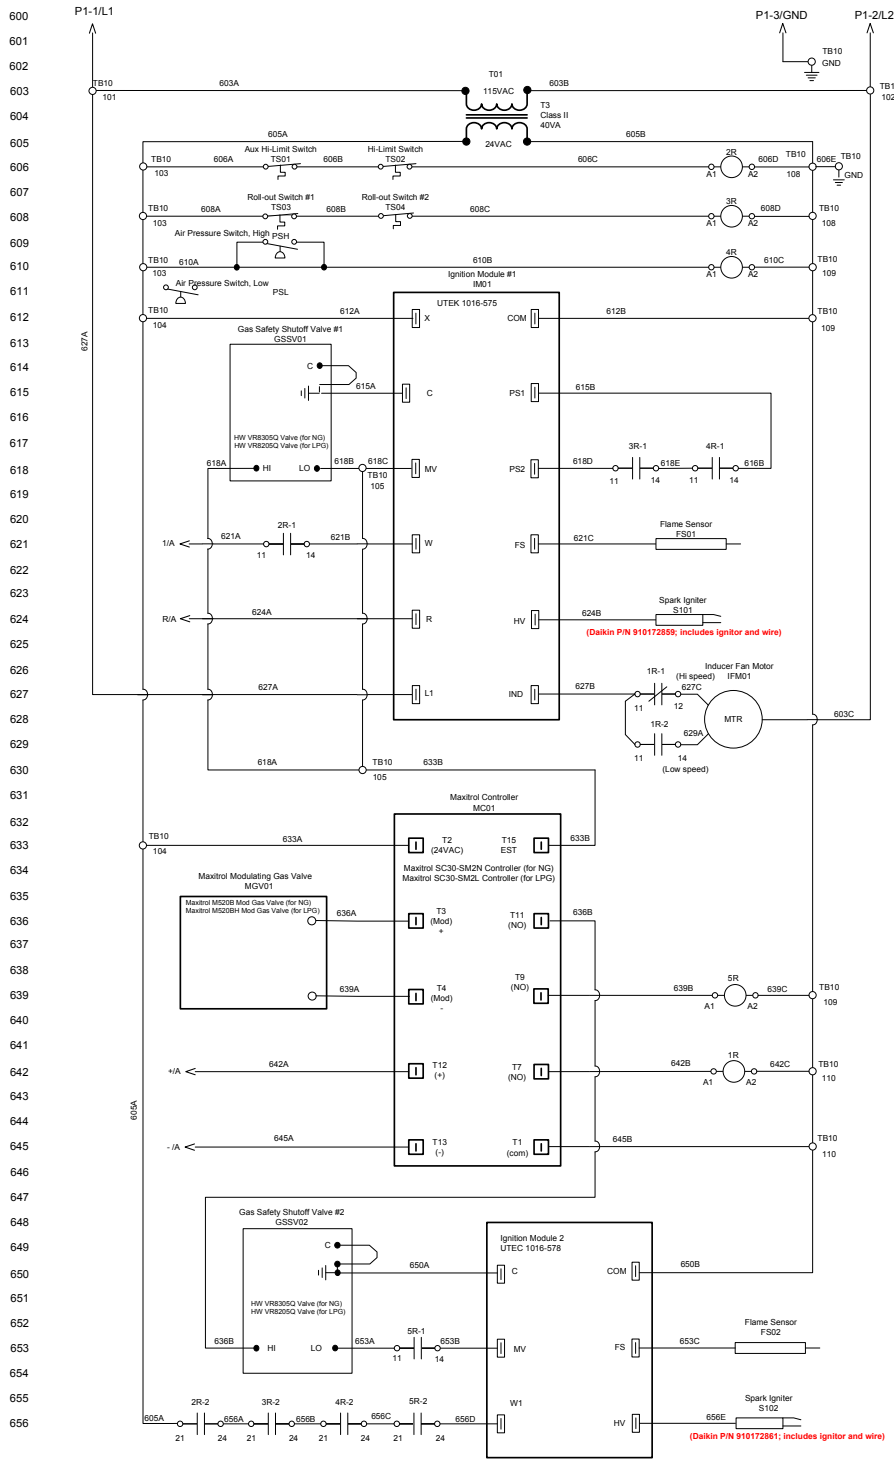 600 P1-1/L1 P1-3/GND P1-2/L2
601
602 TB10 GND
603 TB10 101 603A T01 115VAC 603B TB1 102
604 T3 Class II 40VA
605 605A 24VAC 605B
606 TB10 103 606A Aux Hi-Limit Switch TS01 606B Hi-Limit Switch TS02 606C A1 2R A2 606D TB10 108 606E TB10 GND
607
608 TB10 103 608A Roll-out Switch #1 TS03 608B Roll-out Switch #2 TS04 608C A1 3R A2 608D TB10 108
609 Air Pressure Switch, High PSH
610 TB10 103 610A 610B A1 4R A2 610C TB10 109
611 Air Pressure Switch, Low PSL Ignition Module #1 IM01
UTEK 1016-575
612 TB10 104 612A X COM 612B TB10 109
613 627A Gas Safety Shutoff Valve #1 GSSV01
614 C
615 615A C PS1 615B
616
617 HW VR8305Q Valve (for NG)
HW VR8205Q Valve (for LPG)
618 618A HI LO 618B 618C TB10 105 MV PS2 618D 11 3R-1 14 618E 11 4R-1 14 616B
619
620
621 1/A 621A 11 2R-1 14 621B W FS 621C Flame Sensor FS01
622
623
624 R/A 624A R HV 624B Spark Igniter S101
(Daikin P/N 910172859; includes ignitor and wire)
625
626 Inducer Fan Motor IFM01
627 627A L1 IND 627B 11 1R-1 (Hi speed) 12 627C
628 MTR 603C
629 11 1R-2 14 629A (Low speed)
630 618A TB10 105 633B
631 Maxitrol Controller MC01
632
633 TB10 104 633A T2 (24VAC) T15 EST 633B
634 Maxitrol SC30-SM2N Controller (for NG)
Maxitrol SC30-SM2L Controller (for LPG)
Maxitrol Modulating Gas Valve MGV01
635 Maxitrol M520B Mod Gas Valve (for NG)
Maxitrol M520BH Mod Gas Valve (for LPG)
636 636A T3 (Mod) + T11 (NO) 636B
637
638
639 639A T4 (Mod) - T9 (NO) 639B A1 5R A2 639C TB10 109
640
641
642 +/A 642A T12 (+) T7 (NO) 642B A1 1R A2 642C TB10 110
643 605A
644
645 - /A 645A T13 (-) T1 (com) 645B TB10 110
646
647
648 Gas Safety Shutoff Valve #2 GSSV02
649 C Ignition Module 2 UTEC 1016-578
650 650A C COM 650B
651 HW VR8305Q Valve (for NG)
HW VR8205Q Valve (for LPG)
652
653 636B HI LO 653A 11 5R-1 14 653B MV FS 653C Flame Sensor FS02
654
655
656 605A 21 2R-2 24 656A 21 3R-2 24 656B 21 4R-2 24 656C 21 5R-2 24 656D W1 HV 656E Spark Igniter S102
(Daikin P/N 910172861; includes ignitor and wire)